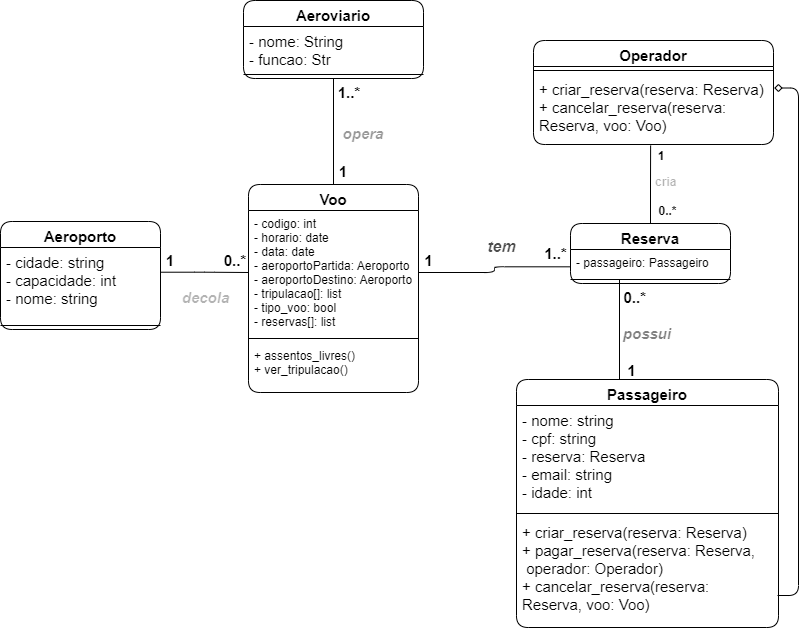 Aeroviario
- nome: String
- funcao: Str
1..*
opera
1
Operador
+ criar_reserva(reserva: Reserva)
+ cancelar_reserva(reserva:
Reserva, voo: Voo)
1
cria
0..*
Voo
- codigo: int
- horario: date
- data: date
- aeroportoPartida: Aeroporto
- aeroportoDestino: Aeroporto
- tripulacao[]: list
- tipo_voo: bool
- reservas[]: list
+ assentos_livres()
+ ver_tripulacao()
Aeroporto
- cidade: string
- capacidade: int
- nome: string
1
0..*
decola
1
tem
1..*
Reserva
- passageiro: Passageiro
0..*
possui
1
Passageiro
- nome: string
- cpf: string
- reserva: Reserva
- email: string
- idade: int
+ criar_reserva(reserva: Reserva)
+ pagar_reserva(reserva: Reserva,
operador: Operador)
+ cancelar_reserva(reserva:
Reserva, voo: Voo)